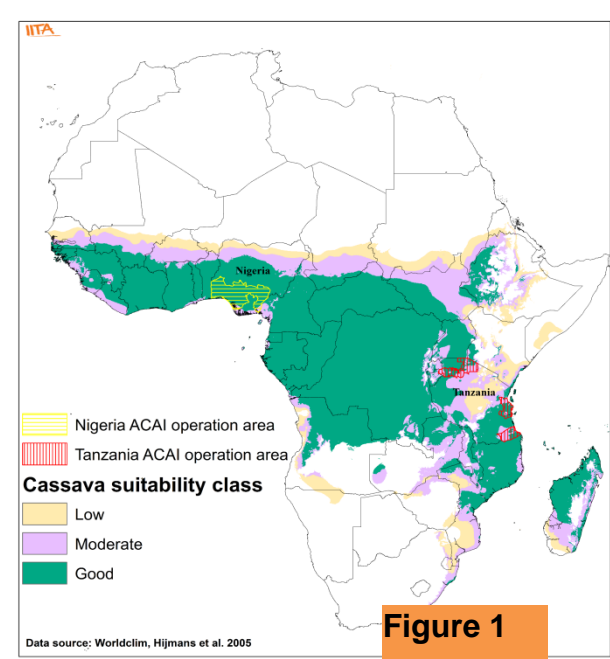 IITA
Nigeria
Tanzania
Nigeria ACAI operation area
Tanzania ACAI operation area
Cassava suitability class
Low
Moderate
Good
Data source: Worldclim, Hijmans et al. 2005
Figure 1